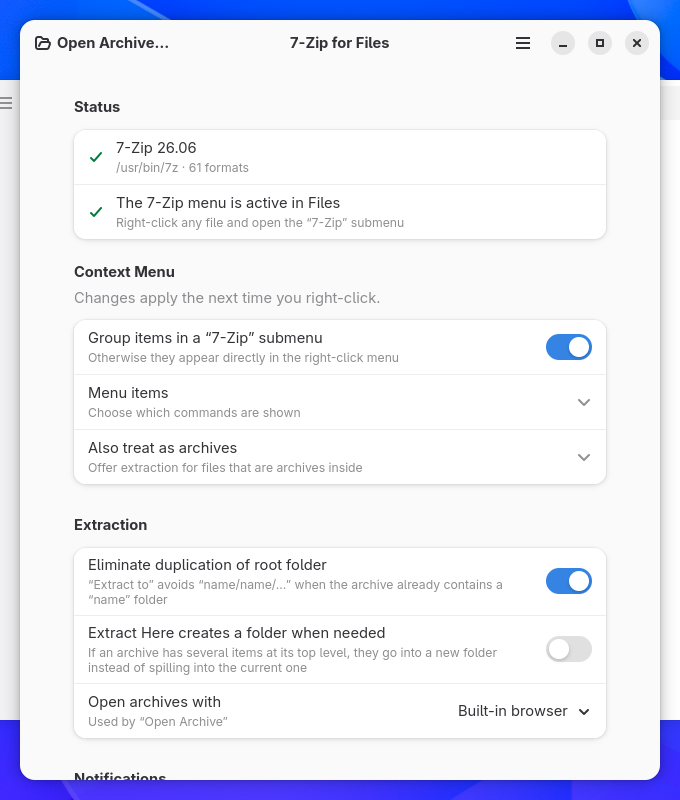 Open Archive...
7-Zip for Files
Status
7-Zip 26.06
/usr/bin/7z · 61 formats
The 7-Zip menu is active in Files
Right-click any file and open the “7-Zip” submenu
Context Menu
Changes apply the next time you right-click.
Group items in a “7-Zip” submenu
Otherwise they appear directly in the right-click menu
Menu items
Choose which commands are shown
Also treat as archives
Offer extraction for files that are archives inside
Extraction
Eliminate duplication of root folder
“Extract to” avoids “name/name/...” when the archive already contains a
“name” folder
Extract Here creates a folder when needed
If an archive has several items at its top level, they go into a new folder
instead of spilling into the current one
Open archives with
Used by “Open Archive”
Built-in browser
Notifications